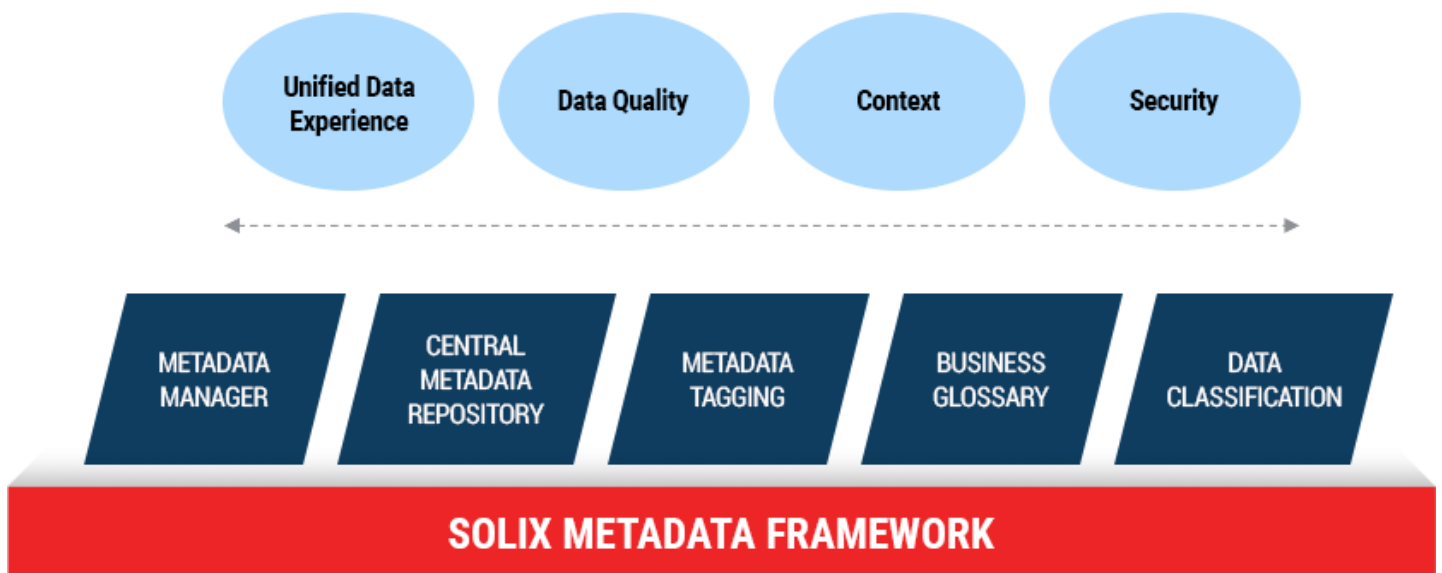 Unified Data
Experience
Data Quality
Context
Security
METADATA
MANAGER
CENTRAL
METADATA
REPOSITORY
METADATA
TAGGING
BUSINESS
GLOSSARY
DATA
CLASSIFICATION
SOLIX METADATA FRAMEWORK